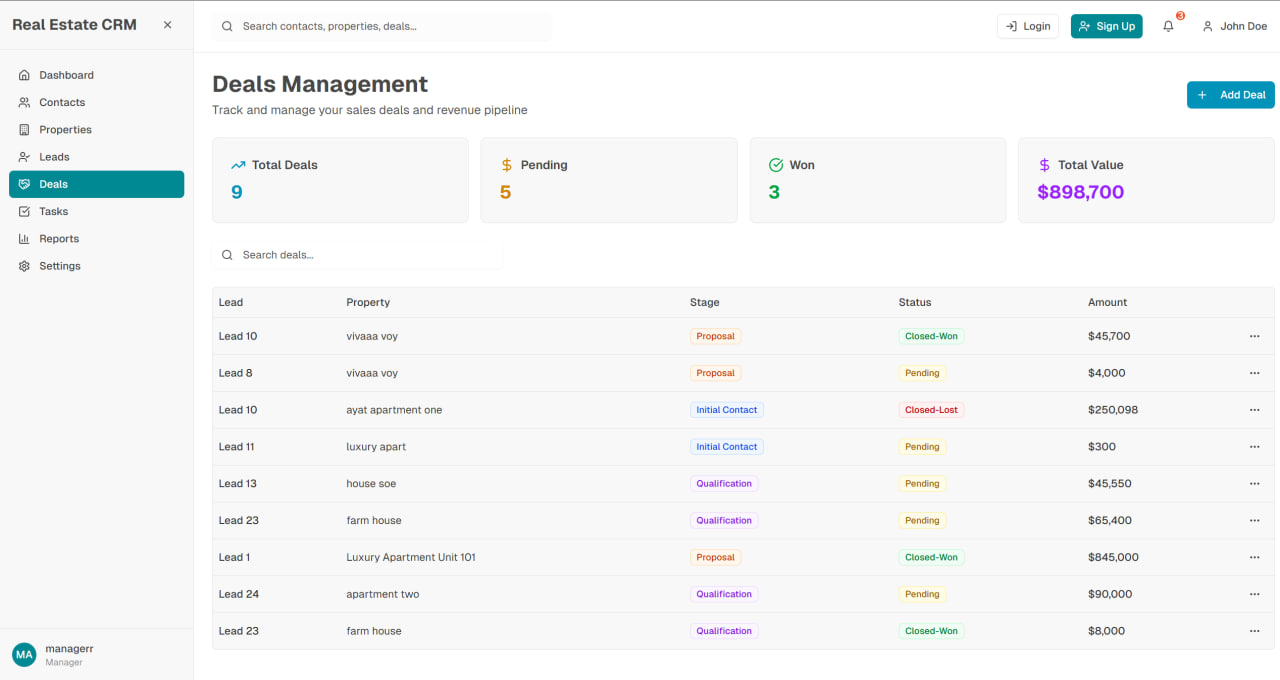 Real Estate CRM
Search contacts, properties, deals...
Login
Sign Up
3
John Doe
Dashboard
Contacts
Properties
Leads
Deals
Tasks
Reports
Settings
MA
managerr
Manager
Deals Management
Track and manage your sales deals and revenue pipeline
+ Add Deal
Total Deals
9
$ Pending
5
Won
3
$ Total Value
$898,700
Search deals...
Lead Property Stage Status Amount
Lead 10 vivaaa voy Proposal Closed-Won $45,700 ...
Lead 8 vivaaa voy Proposal Pending $4,000 ...
Lead 10 ayat apartment one Initial Contact Closed-Lost $250,098 ...
Lead 11 luxury apart Initial Contact Pending $300 ...
Lead 13 house soe Qualification Pending $45,550 ...
Lead 23 farm house Qualification Pending $65,400 ...
Lead 1 Luxury Apartment Unit 101 Proposal Closed-Won $845,000 ...
Lead 24 apartment two Qualification Pending $90,000 ...
Lead 23 farm house Qualification Closed-Won $8,000 ...